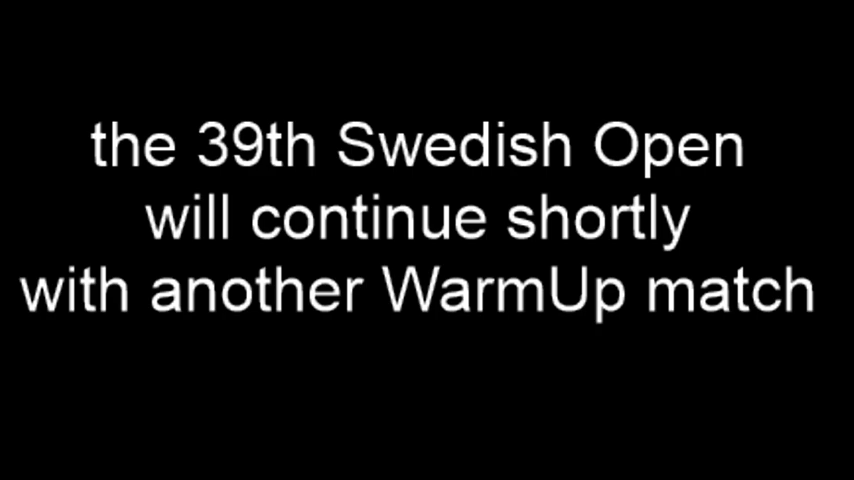 the 39th Swedish Open
will continue shortly
with another WarmUp match